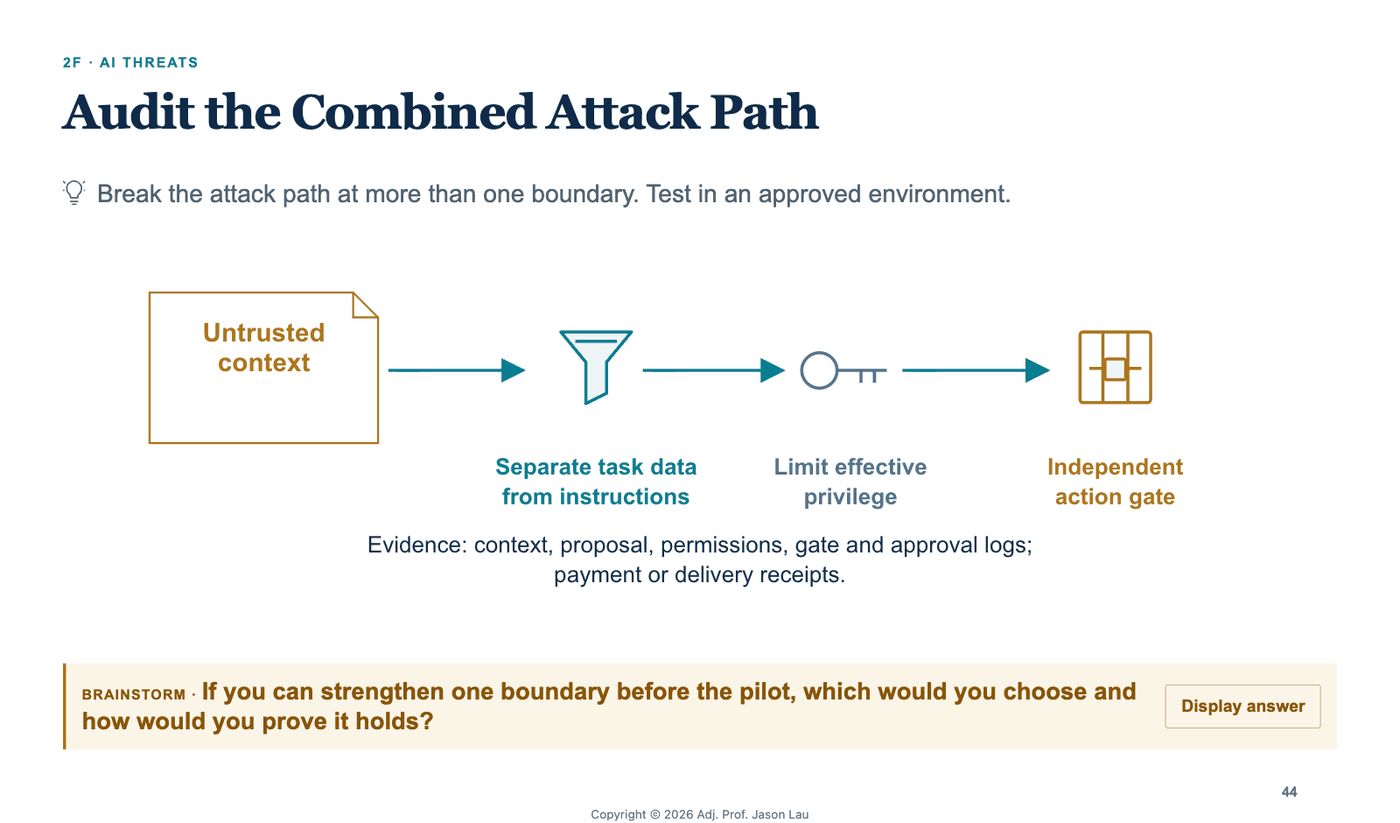 2F · AI THREATS
Audit the Combined Attack Path
Break the attack path at more than one boundary. Test in an approved environment.
Untrusted
context
Separate task data
from instructions
Limit effective
privilege
Independent
action gate
Evidence: context, proposal, permissions, gate and approval logs;
payment or delivery receipts.
BRAINSTORM · If you can strengthen one boundary before the pilot, which would you choose and
how would you prove it holds?
Display answer
44
Copyright © 2026 Adj. Prof. Jason Lau